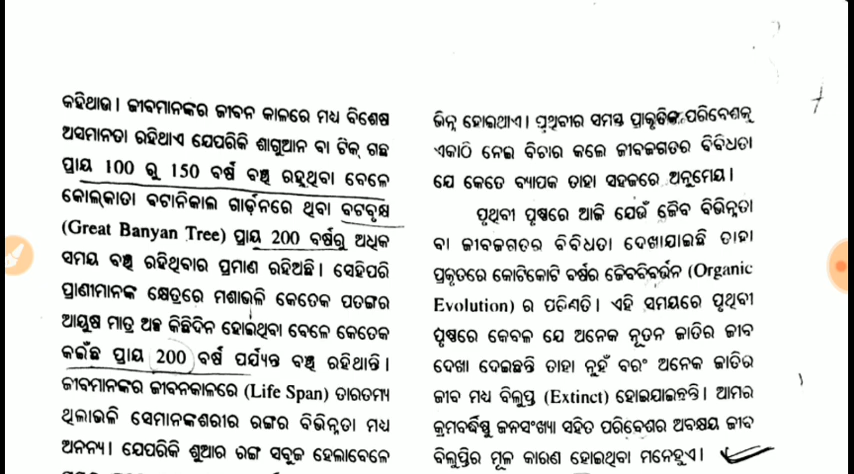 କହିଥାଉ । ଜୀବମାନଙ୍କର ଜୀବନ କାଳରେ ମଧ୍ୟ ବିଶେଷ
ଅସମାନତା ରହିଥାଏ ଯେପରିକି ଶାଗୁଆନ ବା ଟିକ୍ ଗଛ
ପ୍ରାୟ 100 ରୁ 150 ବର୍ଷ ବଞ୍ଚି ରହୁଥିବା ବେଳେ
କୋଲ୍‌କାତା ବଟାନିକାଲ ଗାର୍ଡ଼ନରେ ଥିବା ବଟବୃକ୍ଷ
(Great Banyan Tree) ପ୍ରାୟ 200 ବର୍ଷରୁ ଅଧିକ
ସମୟ ବଞ୍ଚି ରହିଥିବାର ପ୍ରମାଣ ରହିଅଛି । ସେହିପରି
ପ୍ରାଣୀମାନଙ୍କ କ୍ଷେତ୍ରରେ ମଶାଭଳି କେତେକ ପତଙ୍ଗର
ଆୟୁଷ ମାତ୍ର ଅଳ୍ପ କିଛିଦିନ ହୋଇଥିବା ବେଳେ କେତେକ
କଇଁଛ ପ୍ରାୟ 200 ବର୍ଷ ପର୍ଯ୍ୟନ୍ତ ବଞ୍ଚି ରହିଥାନ୍ତି ।
ଜୀବମାନଙ୍କର ଜୀବନକାଳରେ (Life Span) ତାରତମ୍ୟ
ଥିଲାଭଳି ସେମାନଙ୍କଶରୀର ରଙ୍ଗର ବିଭିନ୍ନତା ମଧ୍ୟ
ଅନନ୍ୟ । ଯେପରିକି ଶୁଆର ରଙ୍ଗ ସବୁଜ ହେଲାବେଳେ
ଭିନ୍ନ ହୋଇଥାଏ । ପୃଥିବୀର ସମସ୍ତ ପ୍ରାକୃତିଙ୍କ ପରିବେଶକୁ
ଏକାଠି ନେଇ ବିଚାର କଲେ ଜୀବଜଗତର ବିବିଧତା
ଯେ କେତେ ବ୍ୟାପକ ତାହା ସହଜରେ ଅନୁମେୟ ।
ପୃଥିବୀ ପୃଷ୍ଠରେ ଆଜି ଯେଉଁ ଜୈବ ବିଭିନ୍ନତା
ବା ଜୀବଜଗତର ବିବିଧତା ଦେଖାଯାଇଛି ତାହା
ପ୍ରକୃତରେ କୋଟିକୋଟି ବର୍ଷର ଜୈବବିବର୍ତ୍ତନ (Organic
Evolution) ର ପରିଣତି । ଏହି ସମୟରେ ପୃଥିବୀ
ପୃଷ୍ଠରେ କେବଳ ଯେ ଅନେକ ନୂତନ ଜାତିର ଜୀବ
ଦେଖା ଦେଇଛନ୍ତି ତାହା ନୁହଁ ବରଂ ଅନେକ ଜାତିର
ଜୀବ ମଧ୍ୟ ବିଲୁପ୍ତ (Extinct) ହୋଇଯାଇଛନ୍ତି । ଆମର
କ୍ରମବର୍ଦ୍ଧିଷ୍ଣୁ ଜନସଂଖ୍ୟା ସହିତ ପରିବେଶର ଅବକ୍ଷୟ ଜୀବ
ବିଲୁପ୍ତିର ମୂଳ କାରଣ ହୋଇଥିବା ମନେହୁଏ ।